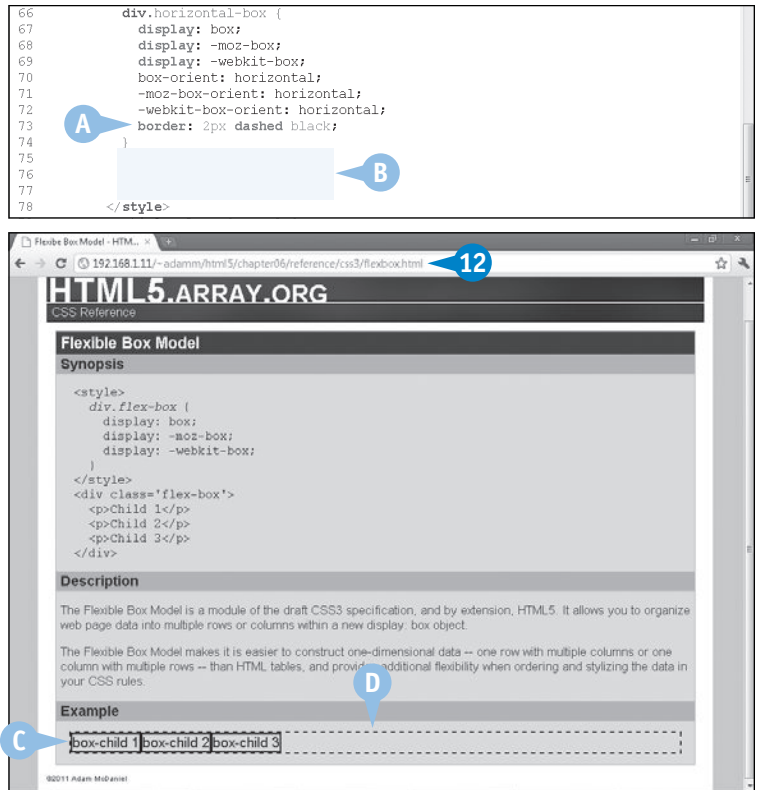 66 div.horizontal-box {
67 display: box;
68 display: -moz-box;
69 display: -webkit-box;
70 box-orient: horizontal;
71 -moz-box-orient: horizontal;
72 -webkit-box-orient: horizontal;
73 border: 2px dashed black;
A
74 }
75
76
B
77
78 </style>
Flexibe Box Model - HTM... ×
192.168.1.11/~adamm/html5/chapter06/reference/css3/flexbox.html
12
HTML5.ARRAY.ORG
CSS Reference
Flexible Box Model
Synopsis
<style>
div.flex-box {
display: box;
display: -moz-box;
display: -webkit-box;
}
</style>
<div class='flex-box'>
<p>Child 1</p>
<p>Child 2</p>
<p>Child 3</p>
</div>
Description
The Flexible Box Model is a module of the draft CSS3 specification, and by extension, HTML5. It allows you to organize
web page data into multiple rows or columns within a new display: box object.
The Flexible Box Model makes it is easier to construct one-dimensional data -- one row with multiple columns or one
column with multiple rows -- than HTML tables, and additional flexibility when ordering and stylizing the data in
your CSS rules.
D
Example
C
box-child 1 box-child 2 box-child 3
©2011 Adam McDaniel